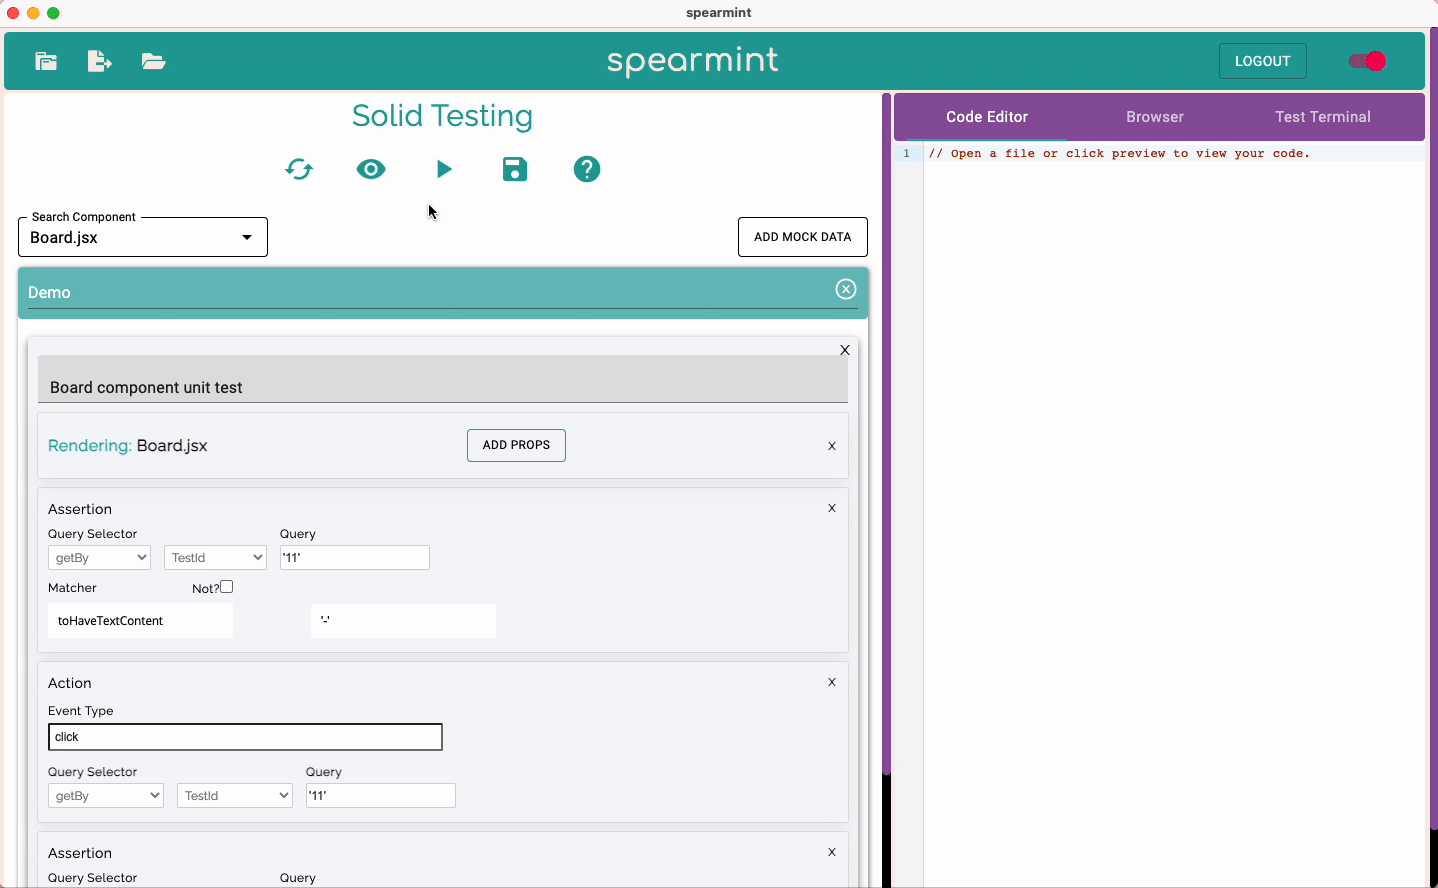 spearmint
spearmint
LOGOUT
Solid Testing
Code Editor
Browser
Test Terminal
1
// Open a file or click preview to view your code.
Search Component
Board.jsx
ADD MOCK DATA
Demo
X
X
Board component unit test
Rendering: Board.jsx
ADD PROPS
X
Assertion
X
Query Selector
Query
getBy
TestId
'11'
Matcher
Not?
toHaveTextContent
'-'
Action
X
Event Type
click
Query Selector
Query
getBy
TestId
'11'
Assertion
X
Query Selector
Query